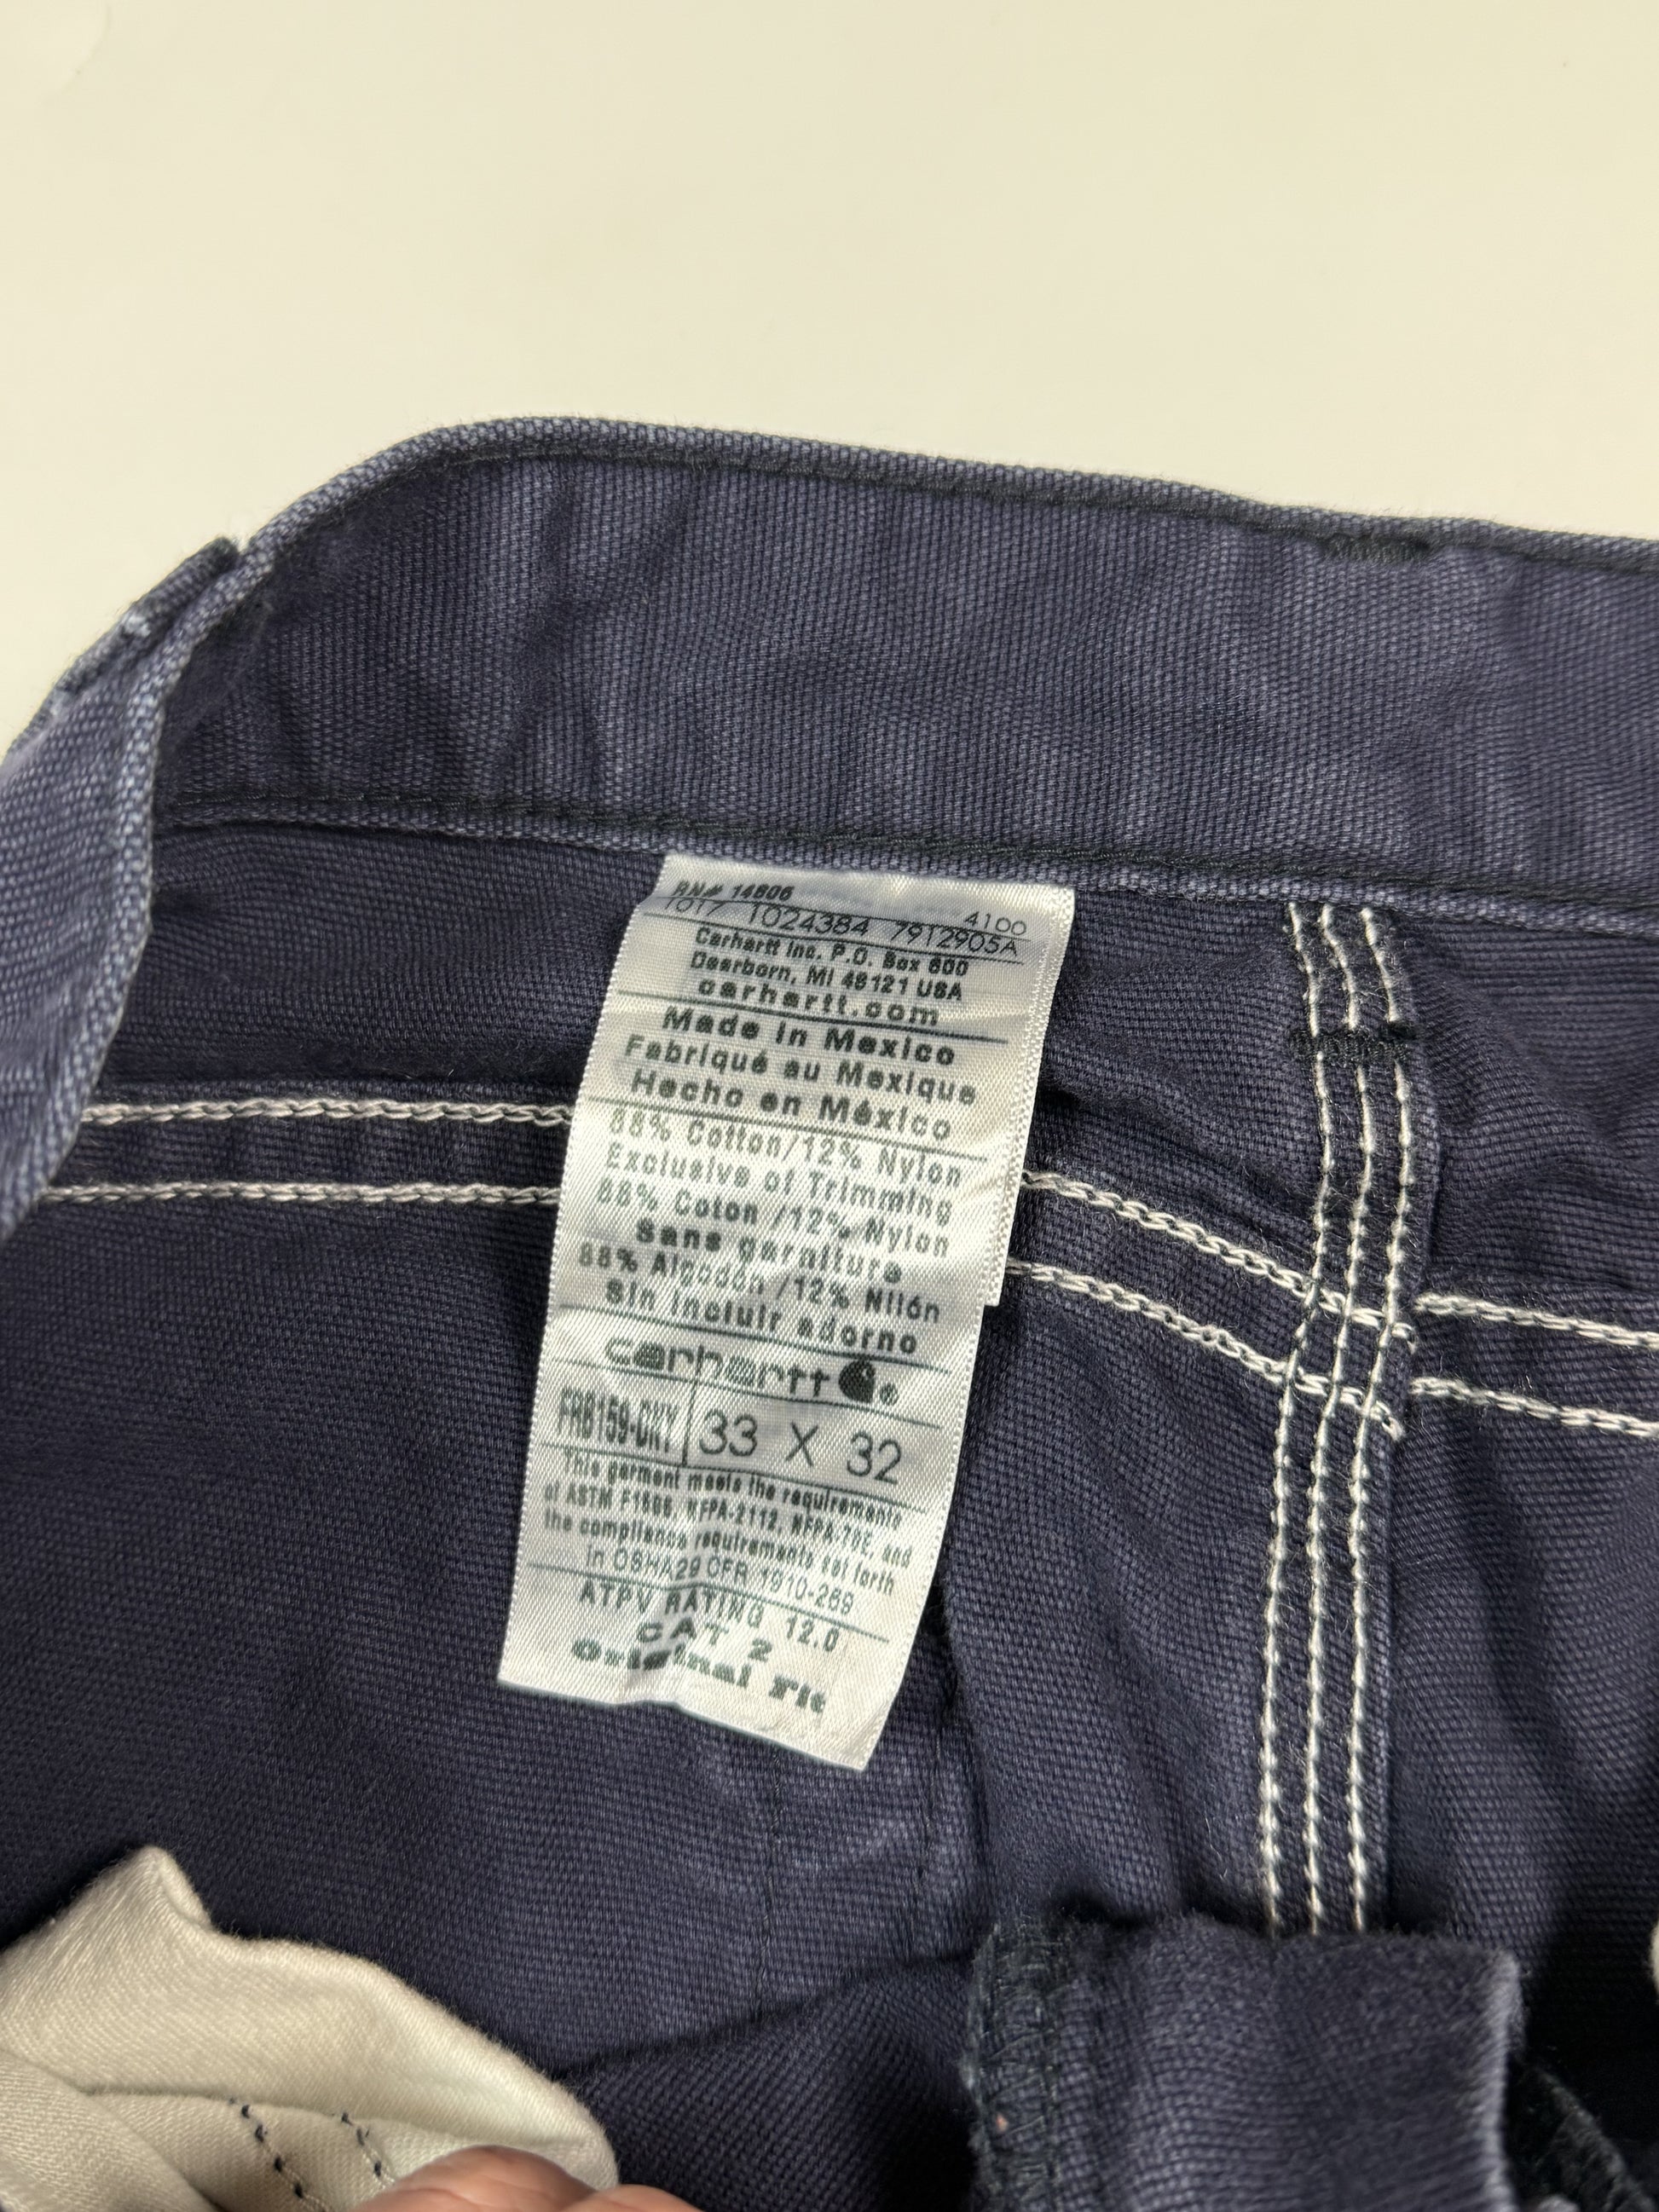 RN# 14806
4100
1017 1024384 7912905A
Carhartt Inc. P.O. Box 600
Dearborn, MI 48121 USA
carhartt.com
Made in Mexico
Fabriqué au Mexique
Hecho en México
88% Cotton/12% Nylon
Exclusive of Trimming
88% Coton /12% Nylon
Sans garniture
88% Algodón /12% Nilón
Sin incluir adorno
carhartt
FRB159-DKY 33 X 32
This garment meets the requirements
of ASTM F1506, NFPA-2112, NFPA-70E, and
the compliance requirements set forth
in OSHA29 CFR 1910-269
ATPV RATING 12.0
CAT 2
Original Fit